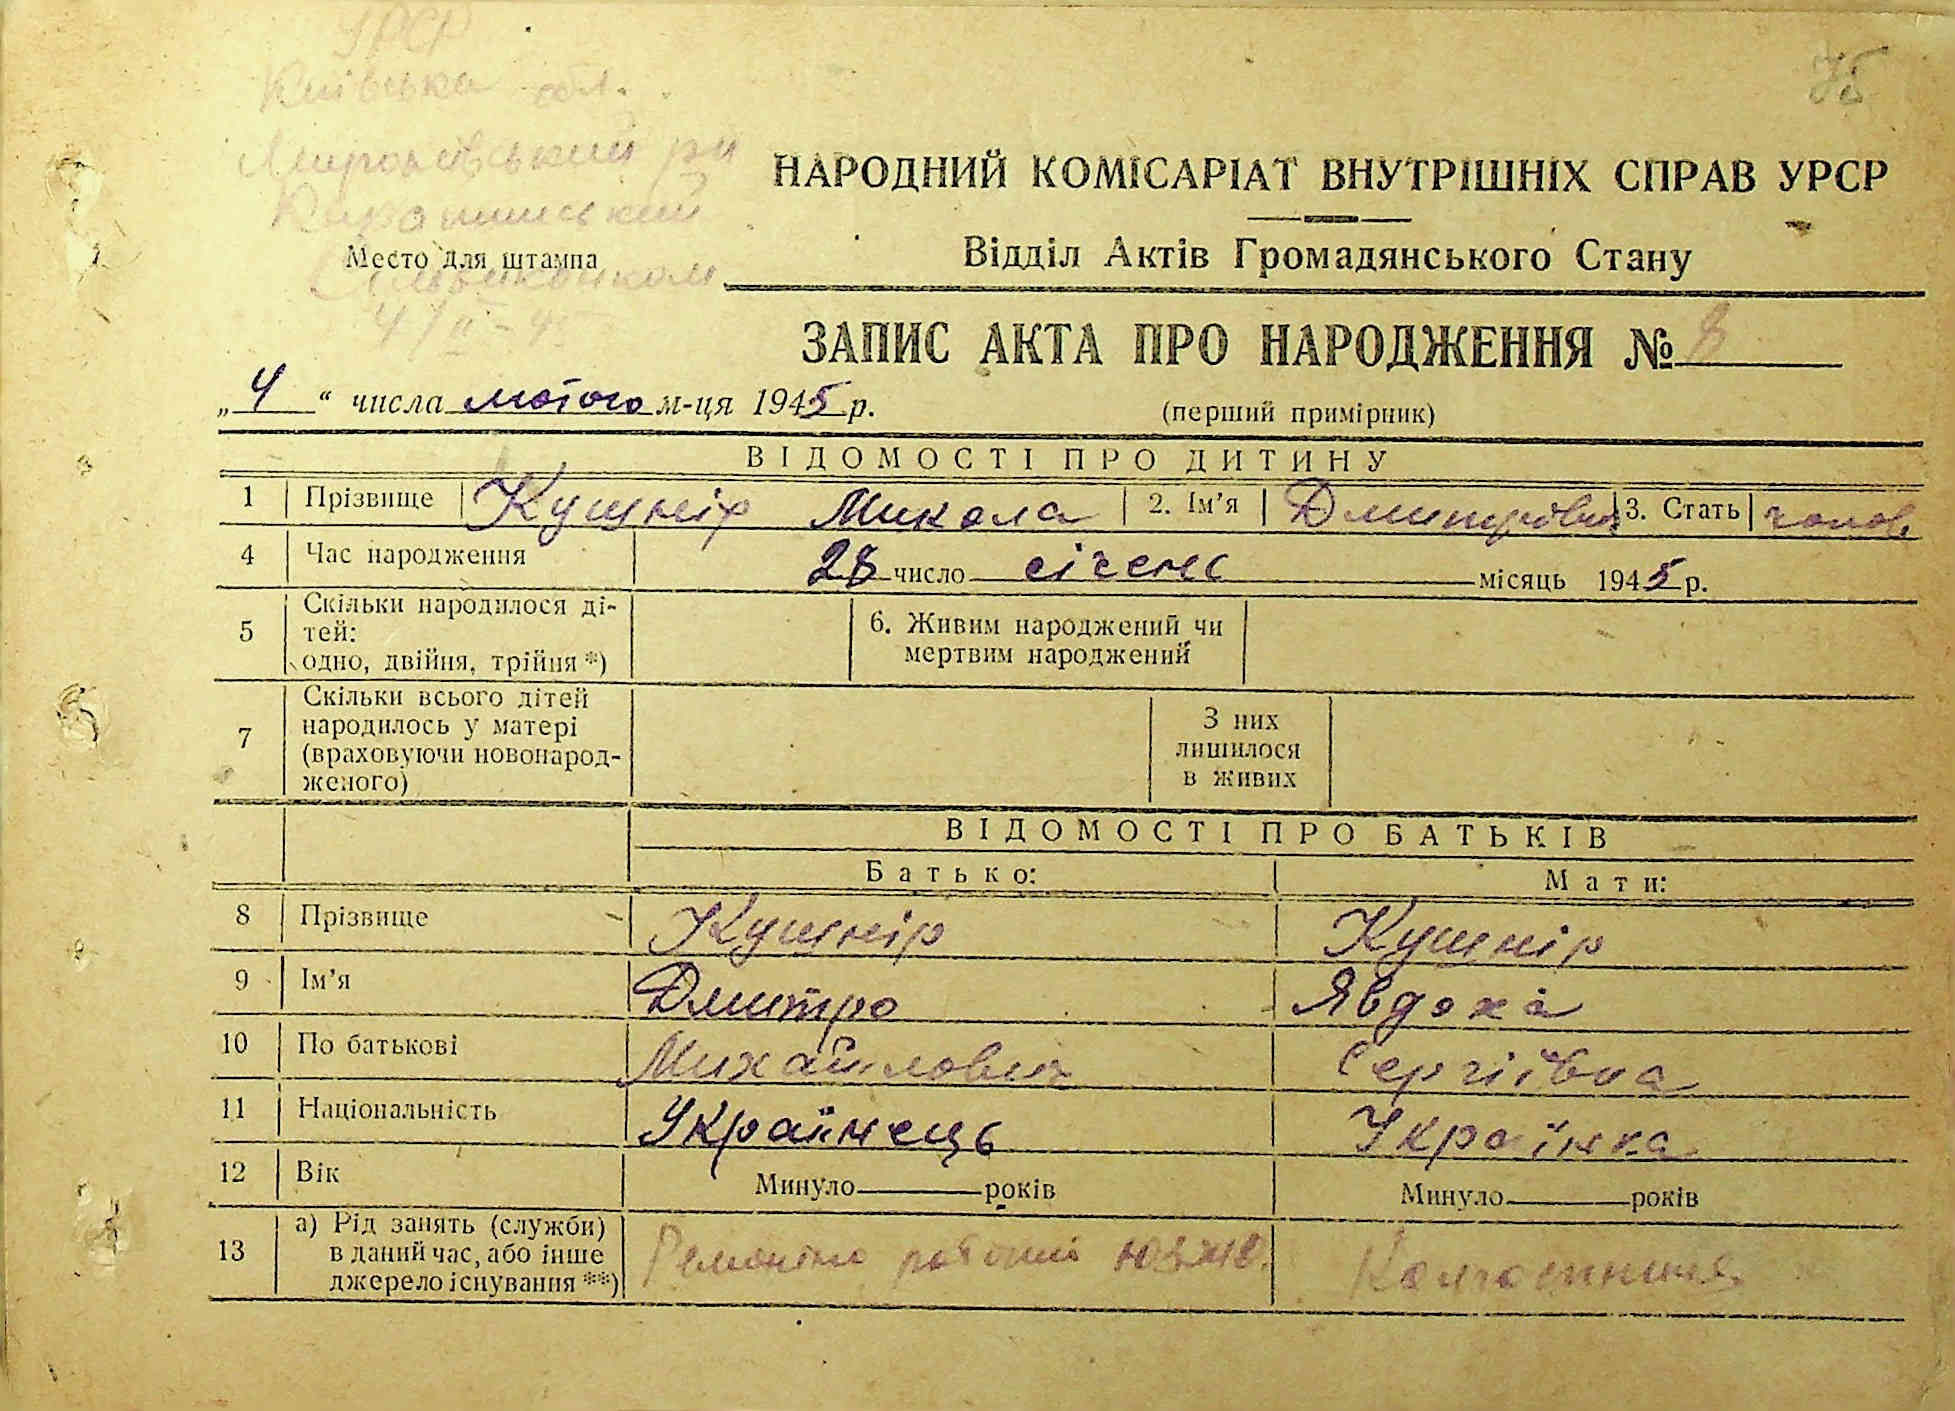 УРСР
Київська обл.
Миронівський рн
75
НАРОДНИЙ КОМІСАРІАТ ВНУТРІШНІХ СПРАВ УРСР
Место для штампа
Відділ Актів Громадянського Стану
4/II-45
ЗАПИС АКТА ПРО НАРОДЖЕННЯ № 8
„4“ числа лютого м-ця 1945 р.
(перший примірник)
ВІДОМОСТІ ПРО ДИТИНУ
1 Прізвище Кушнір Микола 2. Ім'я Дмитрович 3. Стать чолов.
4 Час народження 28 число січень місяць 1945 р.
5 Скільки народилося ді-
тей:
одно, двійня, трійня *)
6. Живим народжений чи
мертвим народжений
7 Скільки всього дітей
народилось у матері
(враховуючи новонарод-
женого)
З них
лишилося
в живих
ВІДОМОСТІ ПРО БАТЬКІВ
Батько: Мати:
8 Прізвище Кушнір Кушнір
9 Ім'я Дмитро Явдоха
10 По батькові Михайлович Сергіївна
11 Національність Українець Українка
12 Вік Минуло років Минуло років
13 а) Рід занять (служби)
в даний час, або інше
джерело існування **)
робочий
Колгоспниця